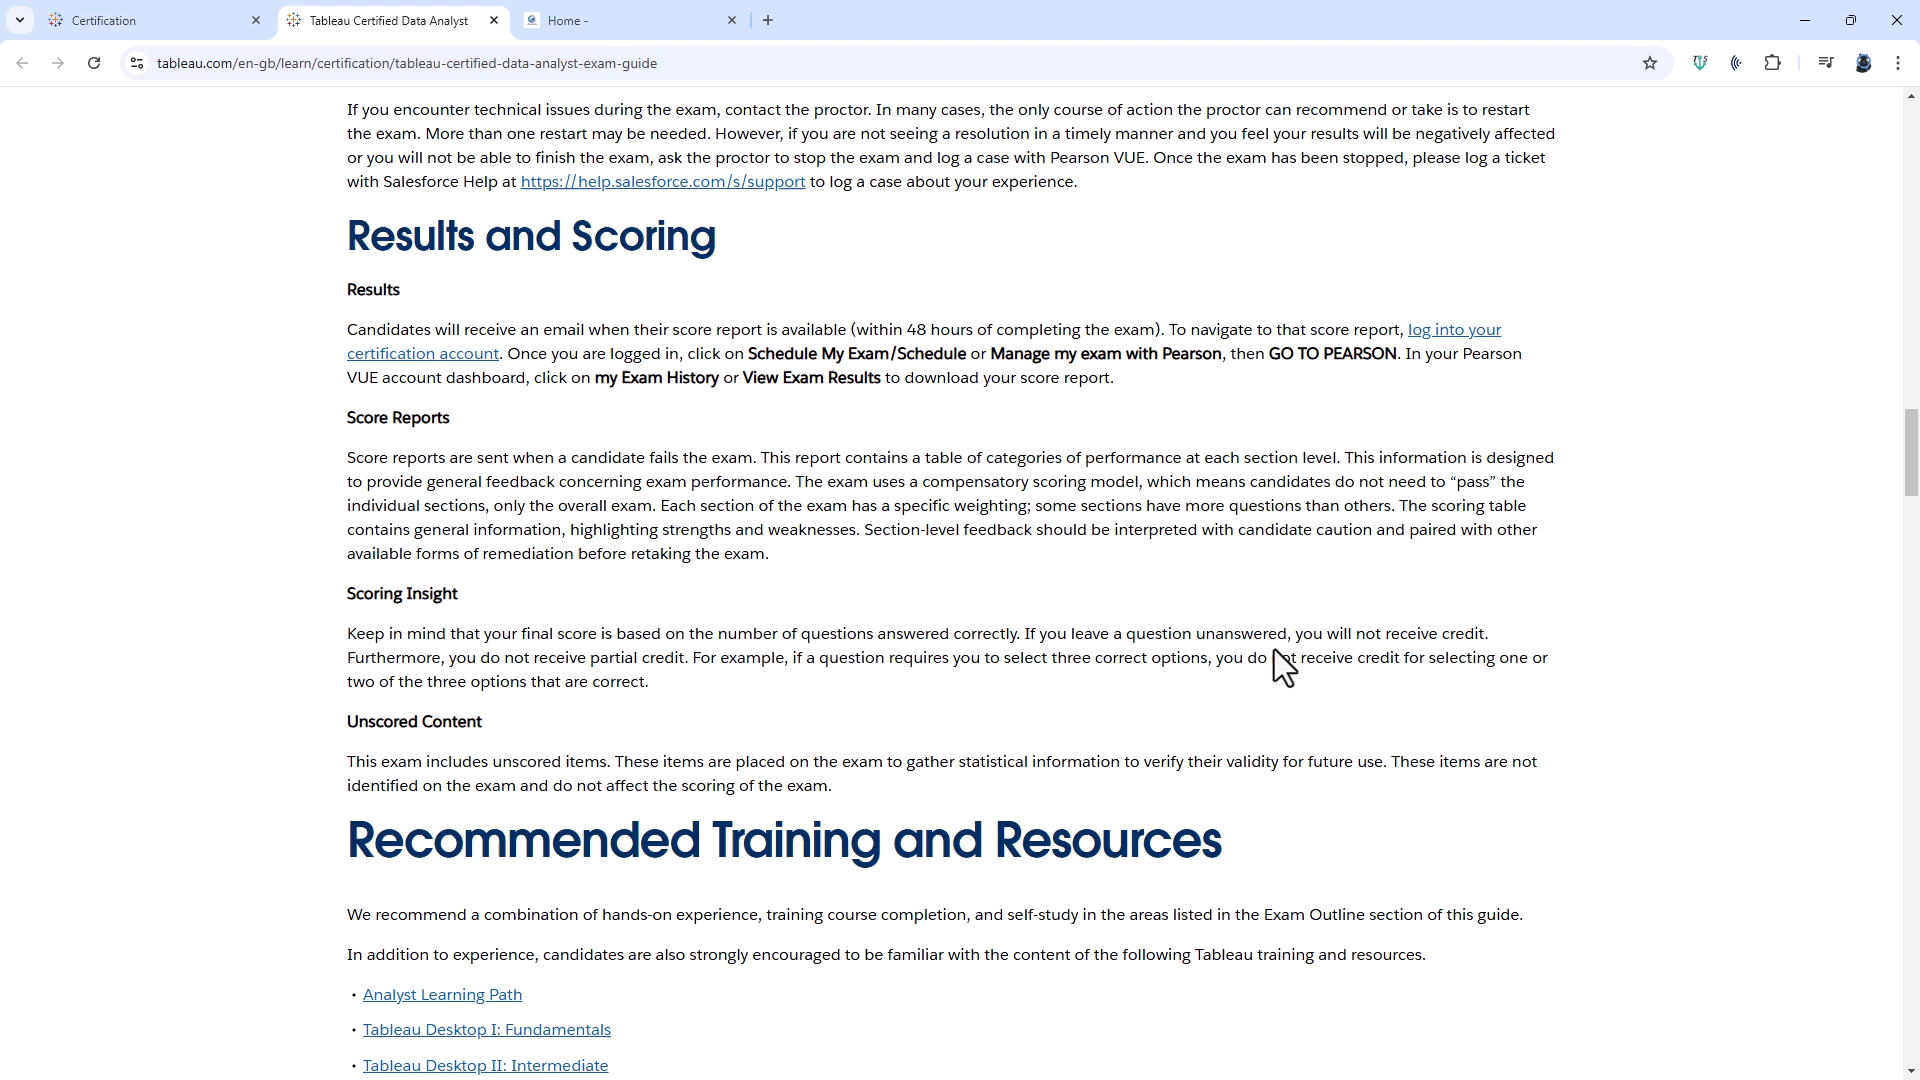 Certification
Tableau Certified Data Analyst
Home -
tableau.com/en-gb/learn/certification/tableau-certified-data-analyst-exam-guide
If you encounter technical issues during the exam, contact the proctor. In many cases, the only course of action the proctor can recommend or take is to restart
the exam. More than one restart may be needed. However, if you are not seeing a resolution in a timely manner and you feel your results will be negatively affected
or you will not be able to finish the exam, ask the proctor to stop the exam and log a case with Pearson VUE. Once the exam has been stopped, please log a ticket
with Salesforce Help at https://help.salesforce.com/s/support to log a case about your experience.
Results and Scoring
Results
Candidates will receive an email when their score report is available (within 48 hours of completing the exam). To navigate to that score report, log into your
certification account. Once you are logged in, click on Schedule My Exam/Schedule or Manage my exam with Pearson, then GO TO PEARSON. In your Pearson
VUE account dashboard, click on my Exam History or View Exam Results to download your score report.
Score Reports
Score reports are sent when a candidate fails the exam. This report contains a table of categories of performance at each section level. This information is designed
to provide general feedback concerning exam performance. The exam uses a compensatory scoring model, which means candidates do not need to “pass” the
individual sections, only the overall exam. Each section of the exam has a specific weighting; some sections have more questions than others. The scoring table
contains general information, highlighting strengths and weaknesses. Section-level feedback should be interpreted with candidate caution and paired with other
available forms of remediation before retaking the exam.
Scoring Insight
Keep in mind that your final score is based on the number of questions answered correctly. If you leave a question unanswered, you will not receive credit.
Furthermore, you do not receive partial credit. For example, if a question requires you to select three correct options, you do not receive credit for selecting one or
two of the three options that are correct.
Unscored Content
This exam includes unscored items. These items are placed on the exam to gather statistical information to verify their validity for future use. These items are not
identified on the exam and do not affect the scoring of the exam.
Recommended Training and Resources
We recommend a combination of hands-on experience, training course completion, and self-study in the areas listed in the Exam Outline section of this guide.
In addition to experience, candidates are also strongly encouraged to be familiar with the content of the following Tableau training and resources.
• Analyst Learning Path
• Tableau Desktop I: Fundamentals
• Tableau Desktop II: Intermediate